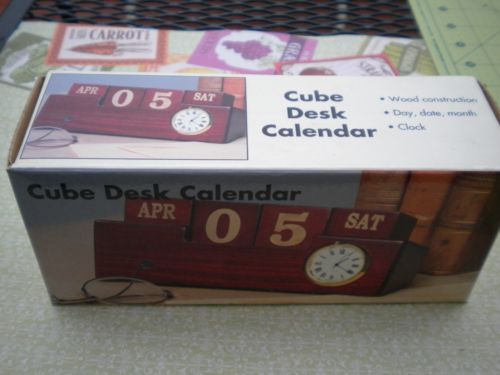 CARROT
GRA
APR 05 SAT
Cube
Desk
Calendar
• Wood construction
• Day, date, month
• Clock
Cube Desk Calendar
APR 05 SAT